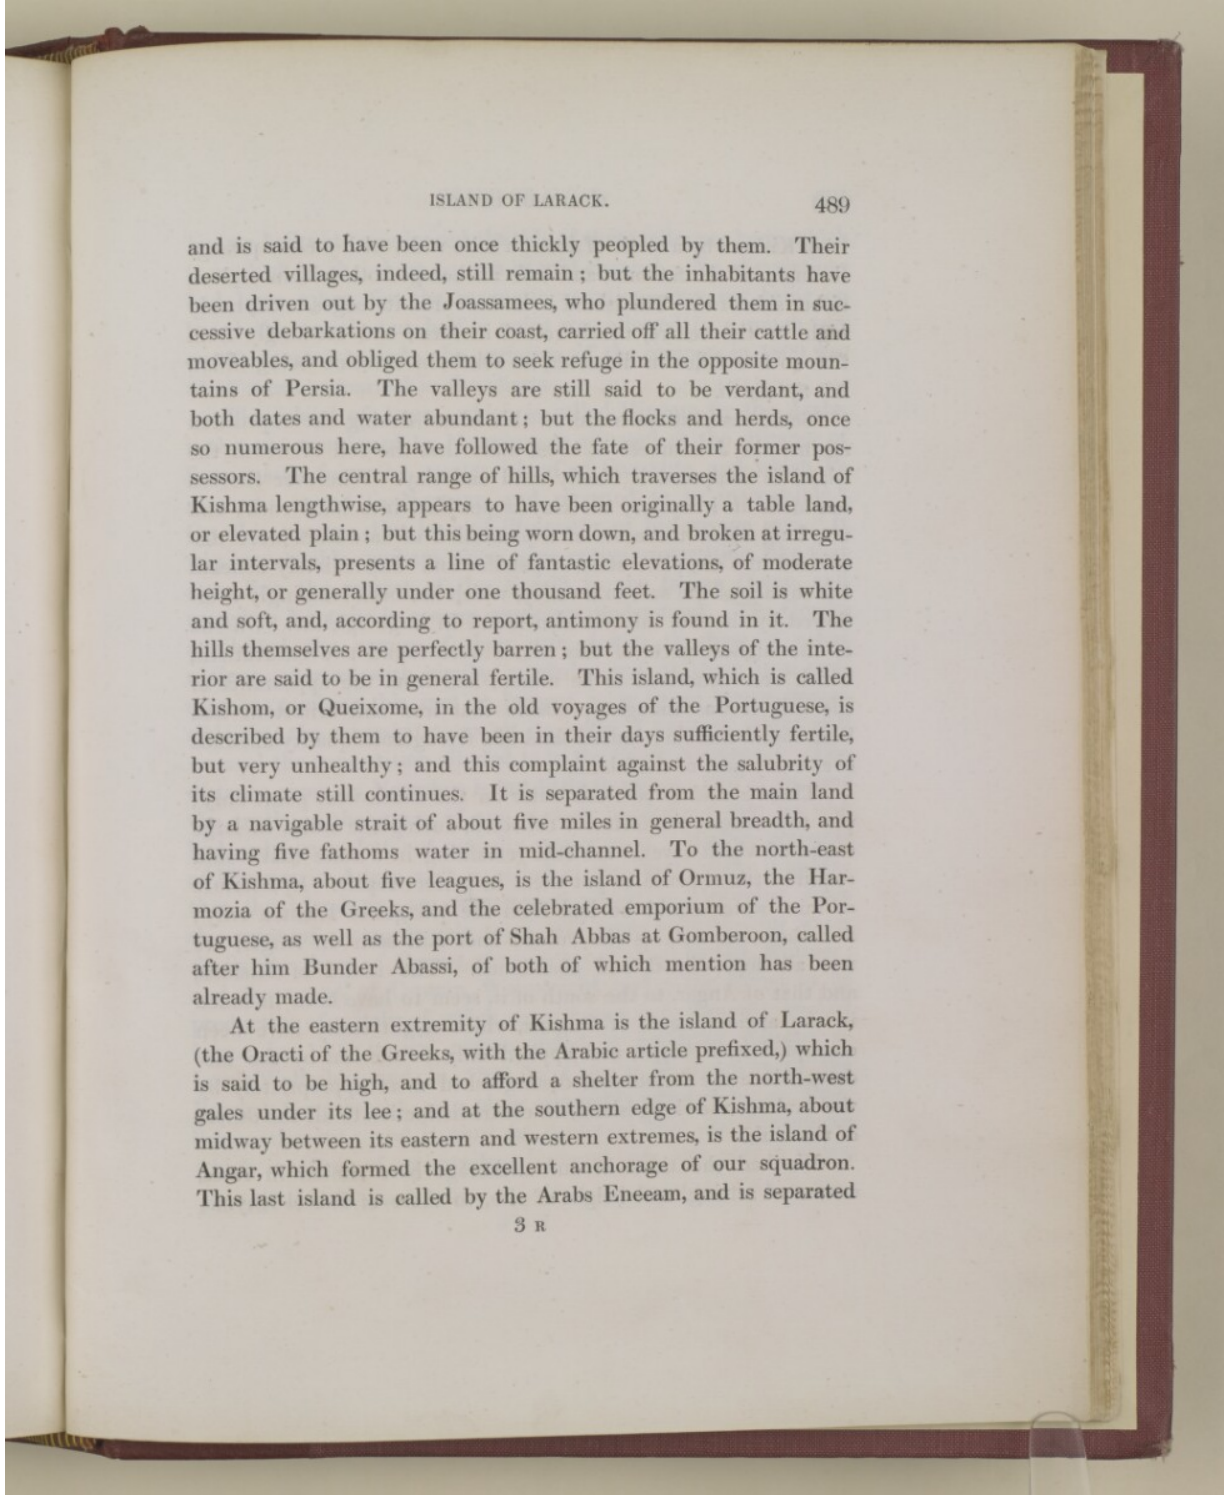 ISLAND OF LARACK. 489
and is said to have been once thickly peopled by them. Their
deserted villages, indeed, still remain ; but the inhabitants have
been driven out by the Joassamees, who plundered them in suc-
cessive debarkations on their coast, carried off all their cattle and
moveables, and obliged them to seek refuge in the opposite moun-
tains of Persia. The valleys are still said to be verdant, and
both dates and water abundant ; but the flocks and herds, once
so numerous here, have followed the fate of their former pos-
sessors. The central range of hills, which traverses the island of
Kishma lengthwise, appears to have been originally a table land,
or elevated plain ; but this being worn down, and broken at irregu-
lar intervals, presents a line of fantastic elevations, of moderate
height, or generally under one thousand feet. The soil is white
and soft, and, according to report, antimony is found in it. The
hills themselves are perfectly barren ; but the valleys of the inte-
rior are said to be in general fertile. This island, which is called
Kishom, or Queixome, in the old voyages of the Portuguese, is
described by them to have been in their days sufficiently fertile,
but very unhealthy ; and this complaint against the salubrity of
its climate still continues. It is separated from the main land
by a navigable strait of about five miles in general breadth, and
having five fathoms water in mid-channel. To the north-east
of Kishma, about five leagues, is the island of Ormuz, the Har-
mozia of the Greeks, and the celebrated emporium of the Por-
tuguese, as well as the port of Shah Abbas at Gomberoon, called
after him Bunder Abassi, of both of which mention has been
already made.
At the eastern extremity of Kishma is the island of Larack,
(the Oracti of the Greeks, with the Arabic article prefixed,) which
is said to be high, and to afford a shelter from the north-west
gales under its lee ; and at the southern edge of Kishma, about
midway between its eastern and western extremes, is the island of
Angar, which formed the excellent anchorage of our squadron.
This last island is called by the Arabs Eneeam, and is separated
3 R